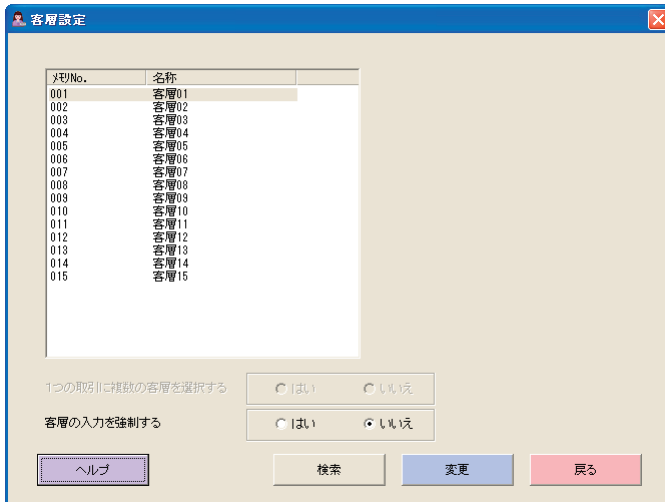 客層設定
ﾒﾓﾘNo. 名称
001 客層01
002 客層02
003 客層03
004 客層04
005 客層05
006 客層06
007 客層07
008 客層08
009 客層09
010 客層10
011 客層11
012 客層12
013 客層13
014 客層14
015 客層15
1つの取引に複数の客層を選択する はい いいえ
客層の入力を強制する はい いいえ
ヘルプ 検索 変更 戻る